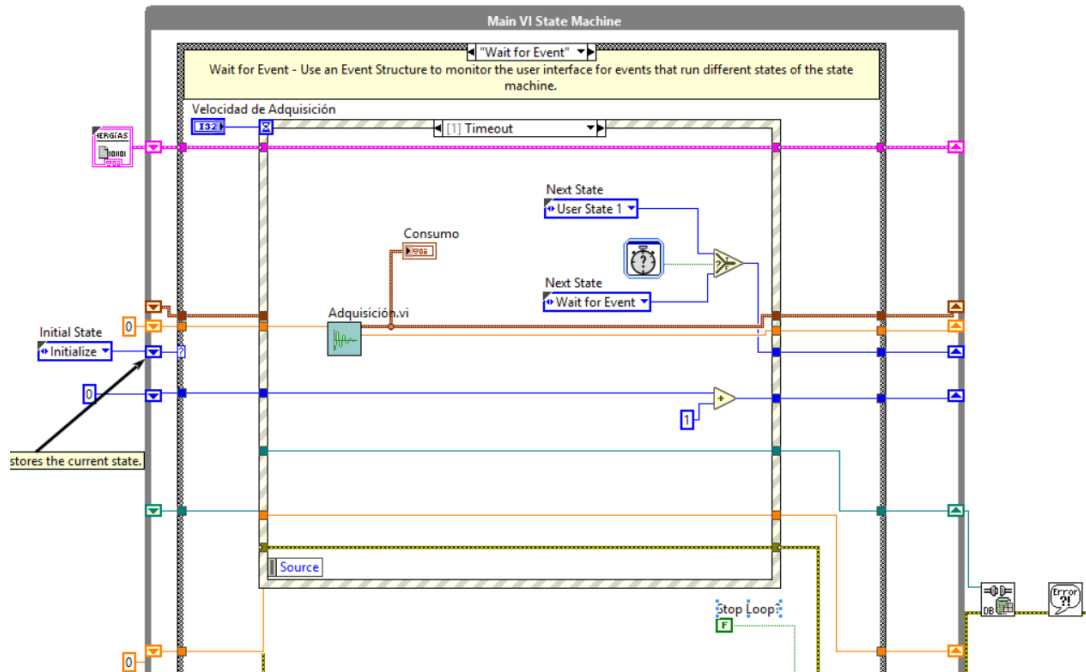 Main VI State Machine
"Wait for Event"
Wait for Event - Use an Event Structure to monitor the user interface for events that run different states of the state
machine.
Velocidad de Adquisición
I32
[1] Timeout
ERGÍAS
Next State
User State 1
Consumo
?
Next State
Wait for Event
Adquisición.vi
0
Initial State
Initialize
?
0
+
1
stores the current state.
Source
Stop Loop?
F
DB
Error
?!
0